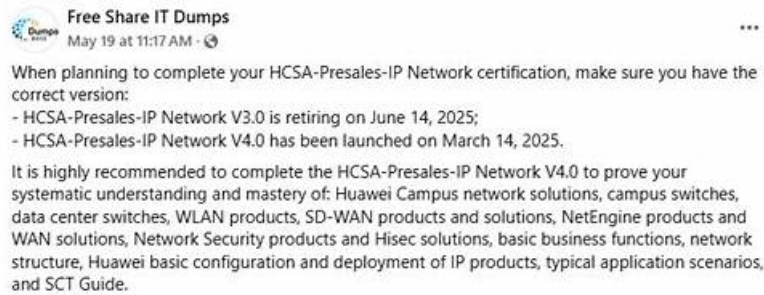 Free Share IT Dumps
Dumps
BASE
May 19 at 11:17 AM ·
When planning to complete your HCSA-Presales-IP Network certification, make sure you have the
correct version:
- HCSA-Presales-IP Network V3.0 is retiring on June 14, 2025;
- HCSA-Presales-IP Network V4.0 has been launched on March 14, 2025.
It is highly recommended to complete the HCSA-Presales-IP Network V4.0 to prove your
systematic understanding and mastery of: Huawei Campus network solutions, campus switches,
data center switches, WLAN products, SD-WAN products and solutions, NetEngine products and
WAN solutions, Network Security products and Hisec solutions, basic business functions, network
structure, Huawei basic configuration and deployment of IP products, typical application scenarios,
and SCT Guide.